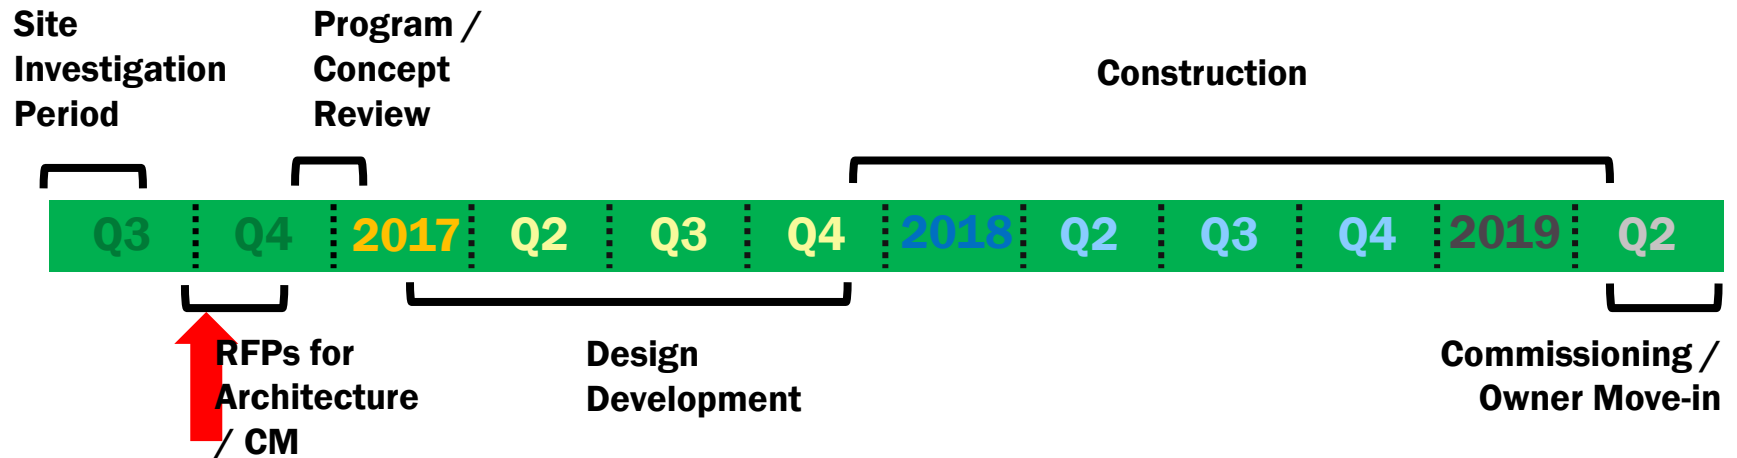 Site
Investigation
Period
Program /
Concept
Review
Construction
Q3 Q4 2017 Q2 Q3 Q4 2018 Q2 Q3 Q4 2019 Q2
RFPs for
Architecture
/ CM
Design
Development
Commissioning /
Owner Move-in